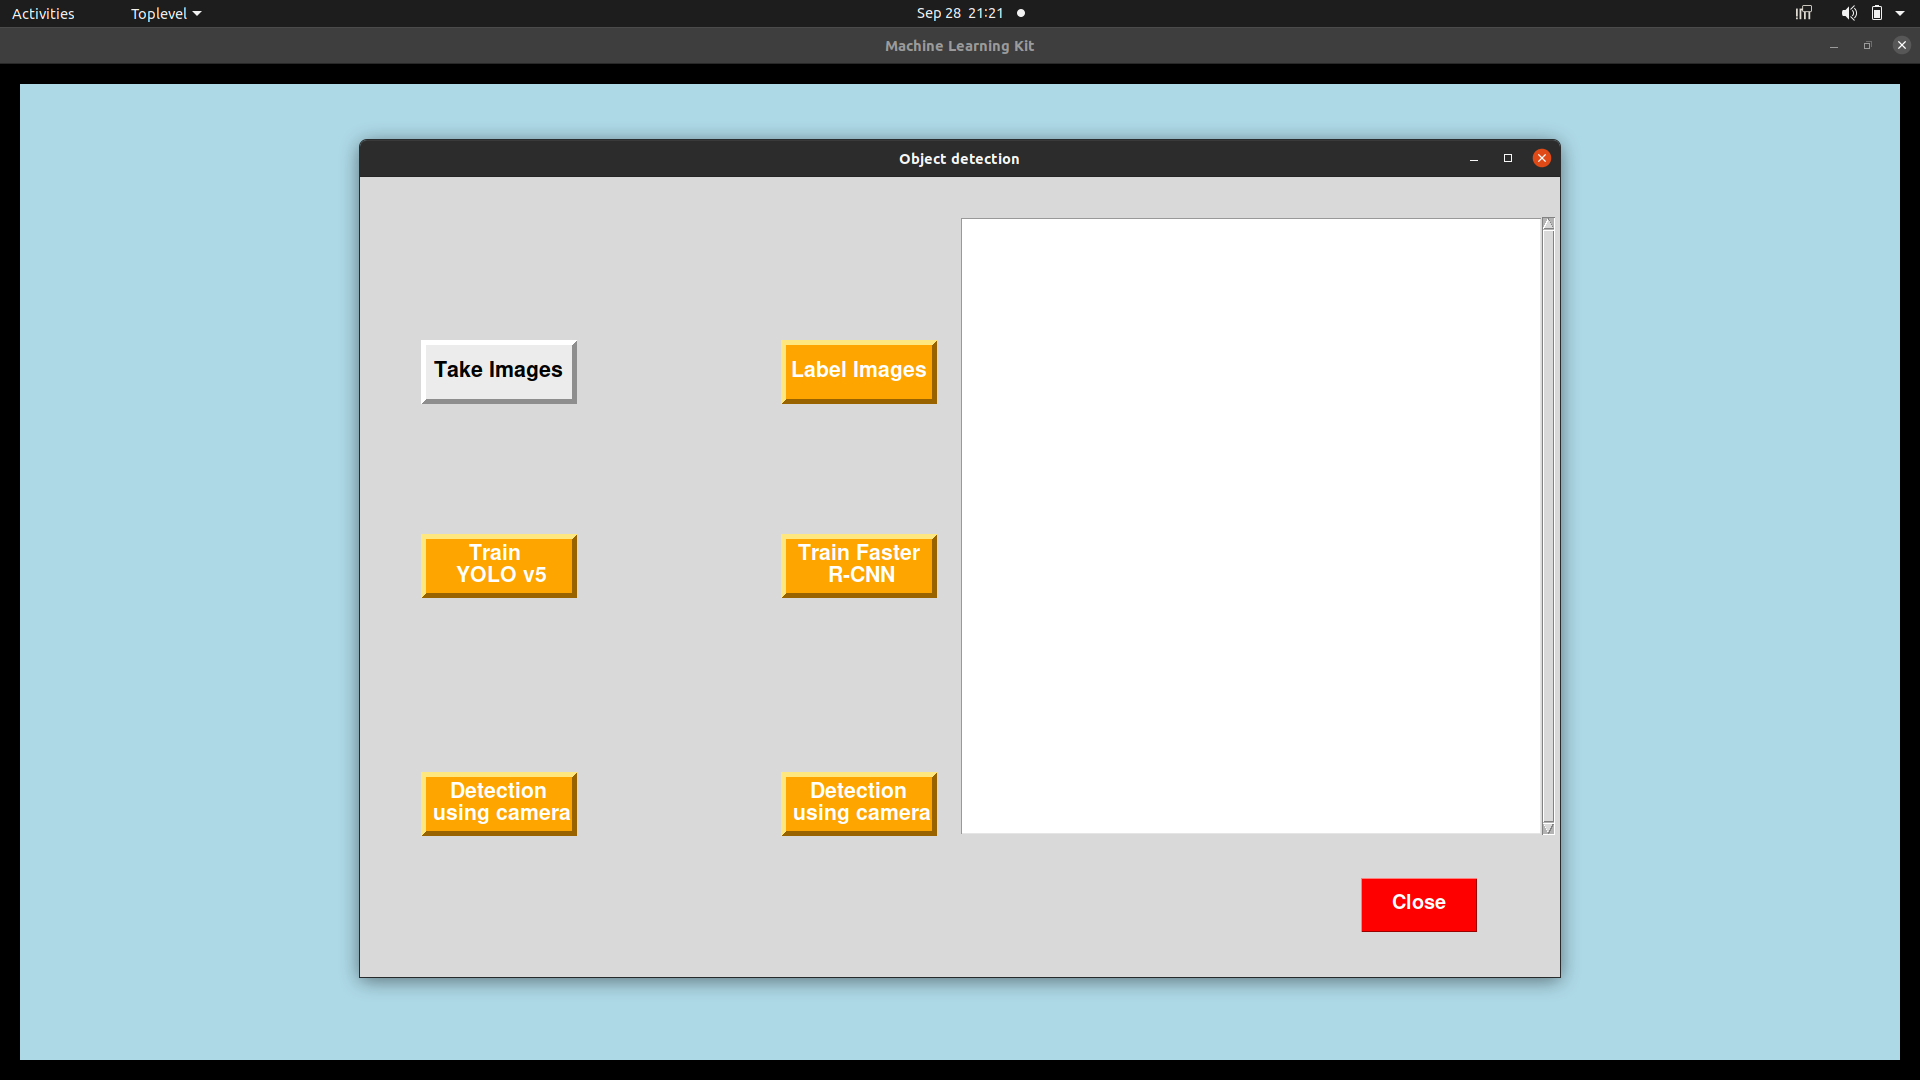 Activities Toplevel Sep 28 21:21
Machine Learning Kit
Object detection
Take Images
Label Images
Train
YOLO v5
Train Faster
R-CNN
Detection
using camera
Detection
using camera
Close